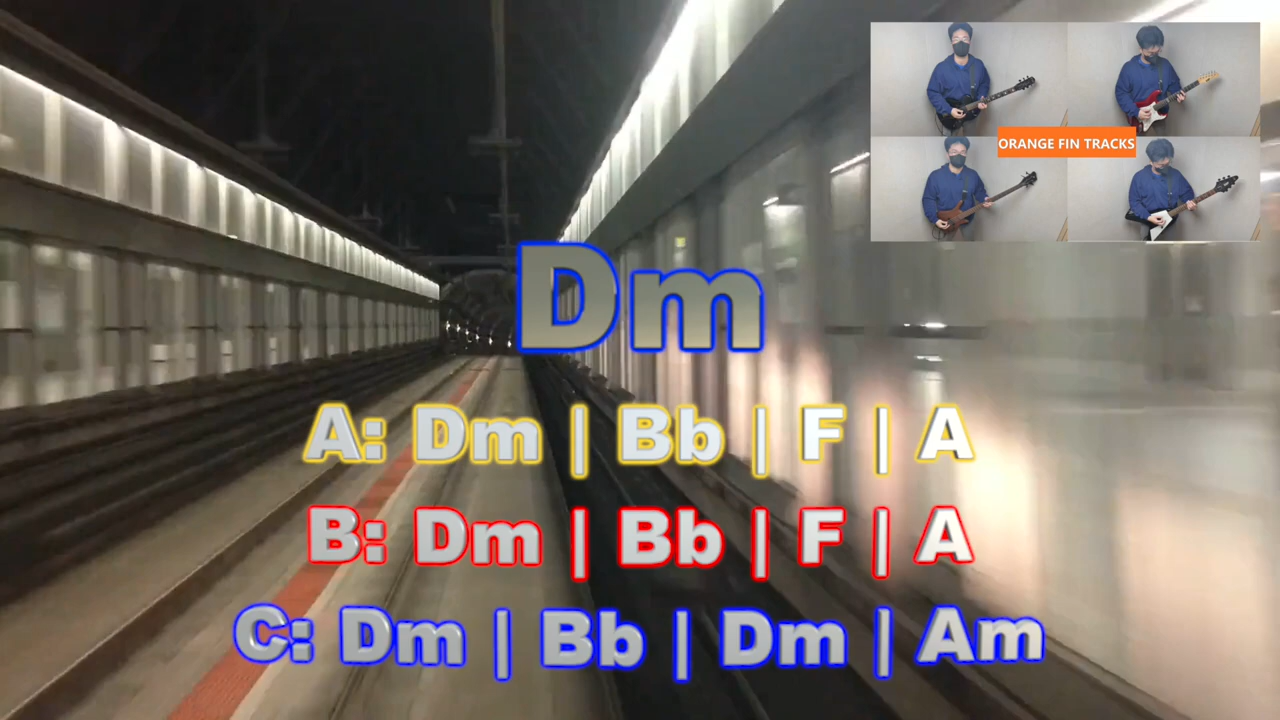 ORANGE FIN TRACKS
Dm
A: Dm | Bb | F | A
B: Dm | Bb | F | A
C: Dm | Bb | Dm | Am